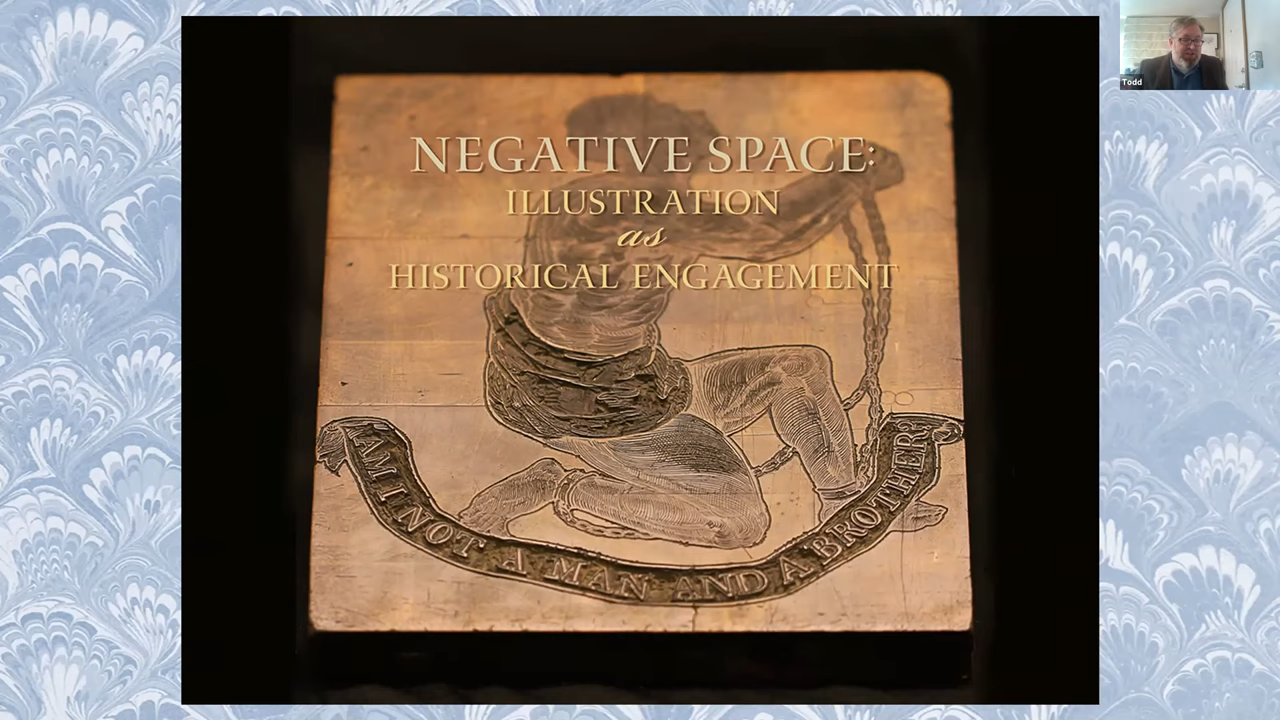 NEGATIVE SPACE:
ILLUSTRATION
as
HISTORICAL ENGAGEMENT
AM I NOT A MAN AND A BROTHER?
Todd